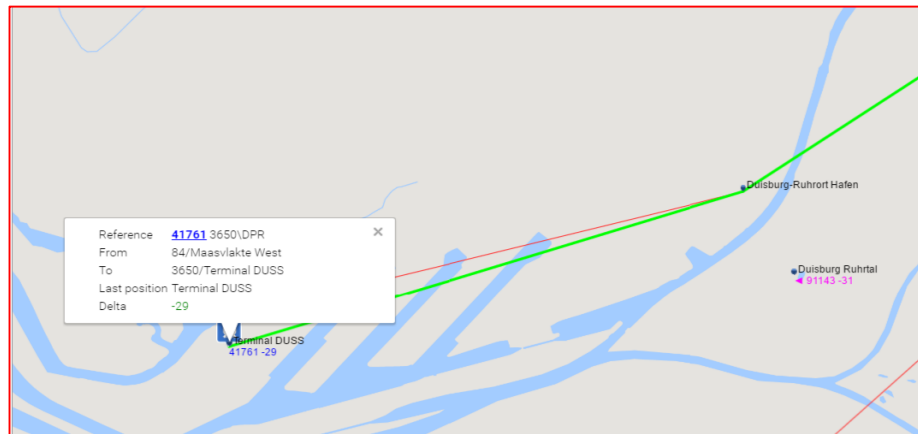 Duisburg-Ruhrort Hafen
Reference 41761 3650\DPR
From 84/Maasvlakte West
To 3650/Terminal DUSS
Last position Terminal DUSS
Delta -29
Duisburg Ruhrtal
◄ 91143 -31
Terminal DUSS
41761 -29